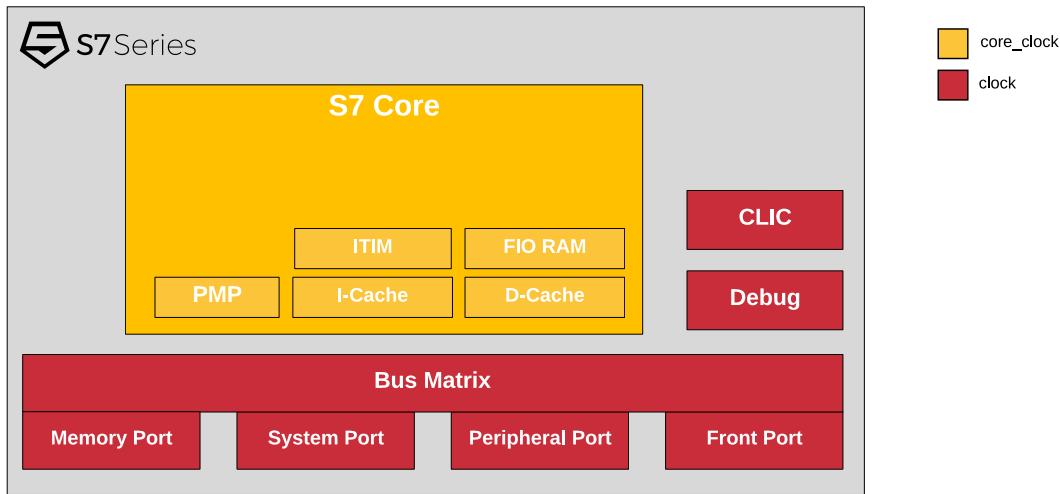 S7 Series
core_clock
clock
S7 Core
CLIC
ITIM
FIO RAM
PMP
I-Cache
D-Cache
Debug
Bus Matrix
Memory Port
System Port
Peripheral Port
Front Port